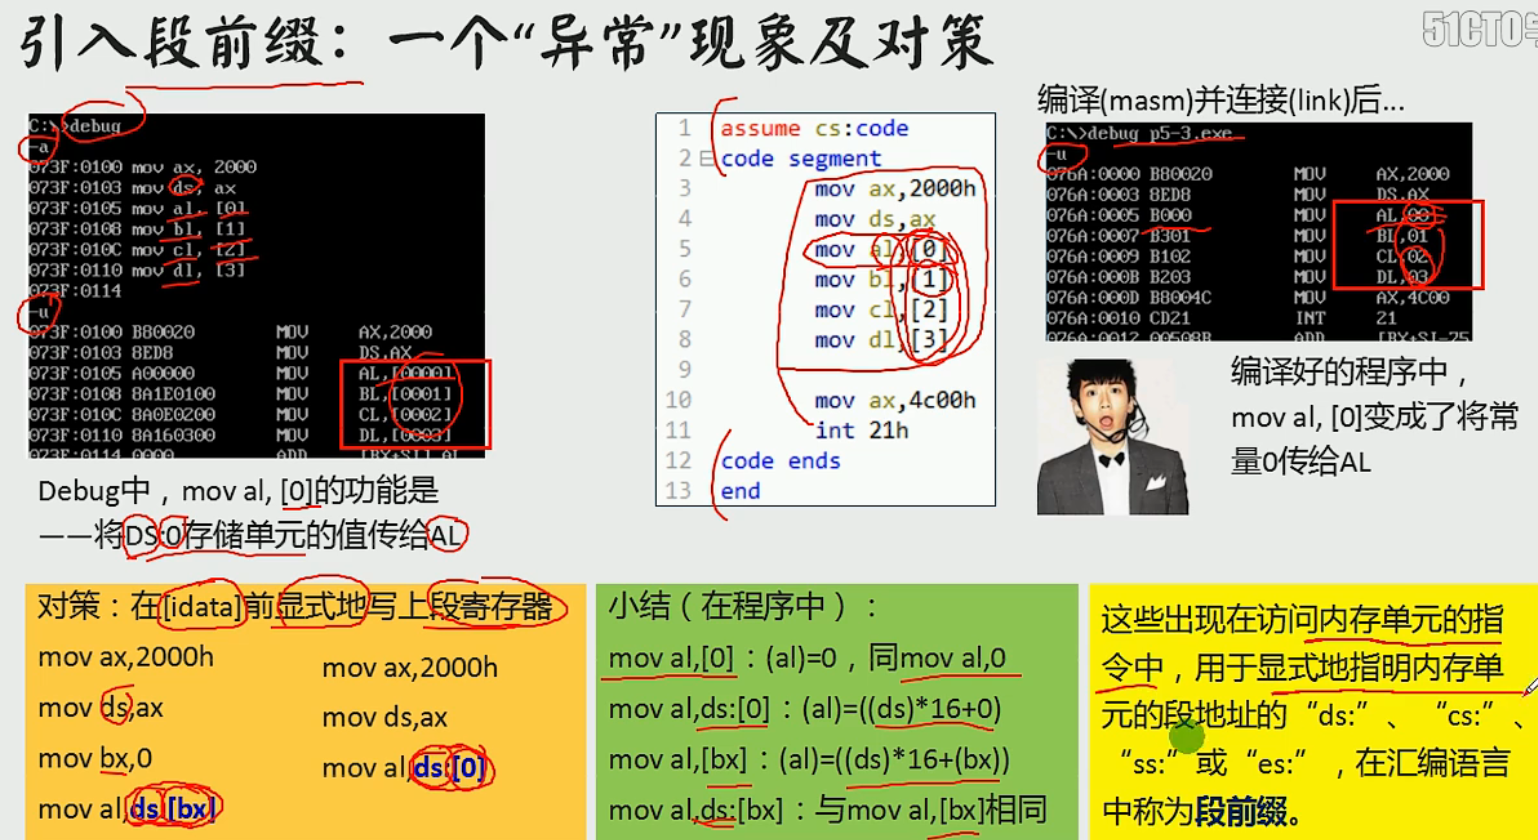 引入段前缀：一个“异常”现象及对策
51CTO学
C:\>debug
-a
073F:0100 mov ax, 2000
073F:0103 mov ds, ax
073F:0105 mov al, [0]
073F:0108 mov bl, [1]
073F:010C mov cl, [2]
073F:0110 mov dl, [3]
073F:0114
-u
073F:0100 B80020 MOV AX,2000
073F:0103 8ED8 MOV DS,AX
073F:0105 A00000 MOV AL,[0000]
073F:0108 8A1E0100 MOV BL,[0001]
073F:010C 8A0E0200 MOV CL,[0002]
073F:0110 8A160300 MOV DL,[0003]
073F:0114 0000 ADD [BX+SI],AL
Debug中，mov al, [0]的功能是
——将DS:0存储单元的值传给AL
1 assume cs:code
2 code segment
3 mov ax,2000h
4 mov ds,ax
5 mov al,[0]
6 mov bl,[1]
7 mov cl,[2]
8 mov dl,[3]
9
10 mov ax,4c00h
11 int 21h
12 code ends
13 end
编译(masm)并连接(link)后...
C:\>debug p5-3.exe
-u
076A:0000 B80020 MOV AX,2000
076A:0003 8ED8 MOV DS,AX
076A:0005 B000 MOV AL,00
076A:0007 B301 MOV BL,01
076A:0009 B102 MOV CL,02
076A:000B B203 MOV DL,03
076A:000D B8004C MOV AX,4C00
076A:0010 CD21 INT 21
076A:0012 00508B ADD [BX+SI-75
编译好的程序中，
mov al, [0]变成了将常
量0传给AL
对策：在[idata]前显式地写上段寄存器
mov ax,2000h
mov ds,ax
mov bx,0
mov al,ds:[bx]
mov ax,2000h
mov ds,ax
mov al,ds:[0]
小结（在程序中）：
mov al,[0]：(al)=0，同mov al,0
mov al,ds:[0]：(al)=((ds)*16+0)
mov al,[bx]：(al)=((ds)*16+(bx))
mov al,ds:[bx]：与mov al,[bx]相同
这些出现在访问内存单元的指
令中，用于显式地指明内存单
元的段地址的“ds:”、“cs:”、
“ss:”或“es:”，在汇编语言
中称为段前缀。